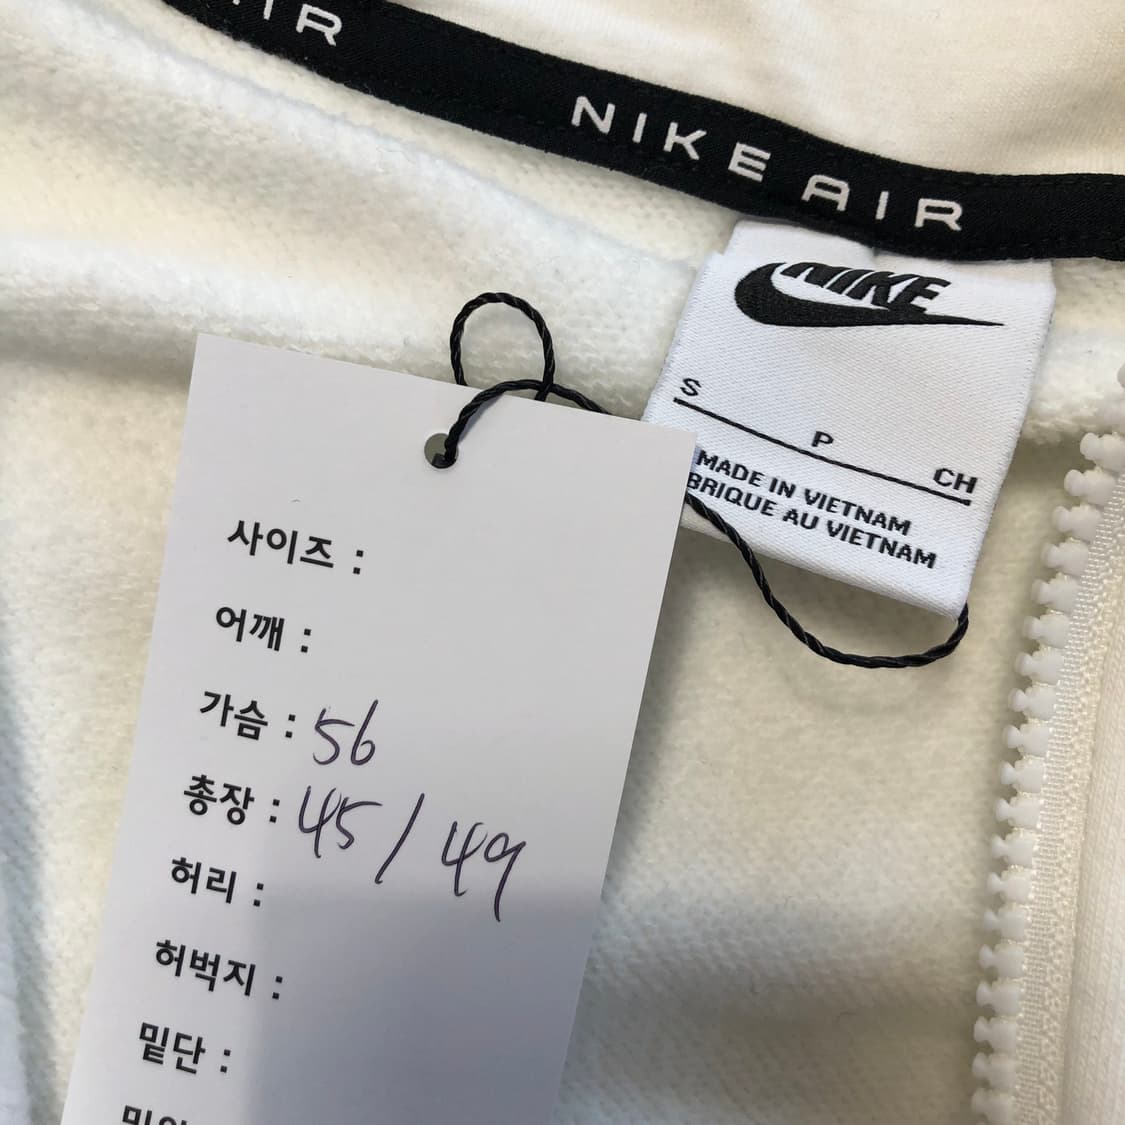 AIR
NIKE AIR
NIKE
S
P
CH
MADE IN VIETNAM
BRIQUE AU VIETNAM
사이즈 :
어깨 :
가슴 : 56
총장 : 45 / 49
허리 :
허벅지 :
밑단 :